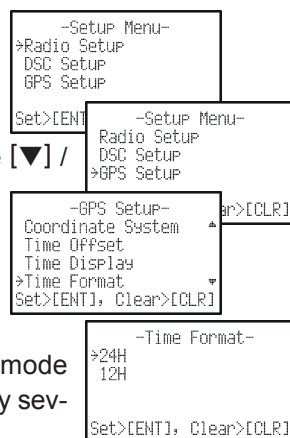 -Setup Menu-
→Radio Setup
DSC Setup
GPS Setup
Set>[ENT
-Setup Menu-
Radio Setup
DSC Setup
→GPS Setup
[▼] /
ar>[CLR]
-GPS Setup-
Coordinate System
Time Offset
Time Display
→Time Format
Set>[ENT], Clear>[CLR]
-Time Format-
→24H
12H
Set>[ENT], Clear>[CLR]
mode
y sev-